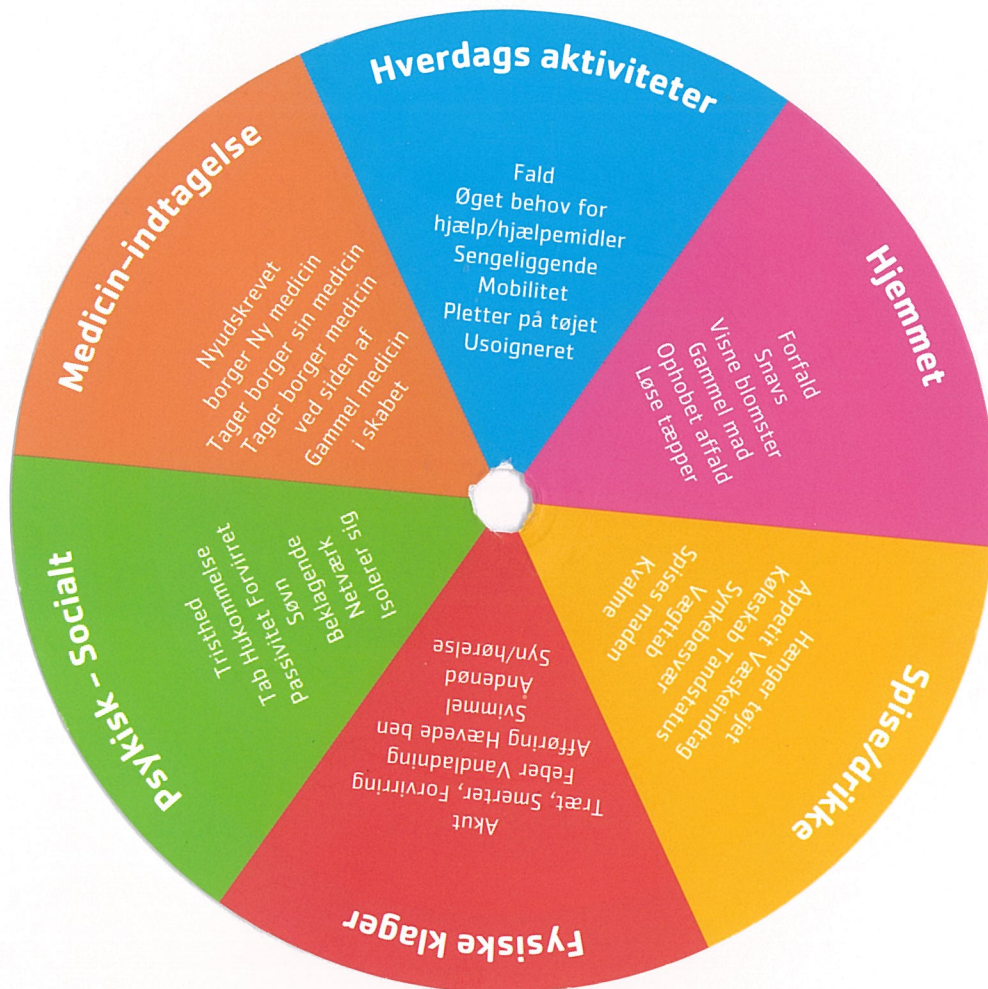 Hverdags aktiviteter
Fald
Øget behov for
hjælp/hjælpemidler
Sengeliggende
Mobilitet
Pletter på tøjet
Usoigneret
Hjemmet
Forfald
Snavs
Visne blomster
Gammel mad
Ophobet affald
Løse tæpper
Spise/drikke
Hænger tøjet
Appetit Væskeindtag
Køleskab Tandstatus
Synkebesvær
Vægttab
Spises maden
Kvalme
Fysiske klager
Akut
Træt, Smerter, Forvirring
Feber Vandladning
Afføring Hævede ben
Svimmel
Åndenød
Syn/hørelse
Psykisk – Socialt
Tristhed
Tab Hukommelse
Passivitet Forvirret
Søvn
Beklagende
Netværk
Isolerer sig
Medicin-indtagelse
Nyudskrevet
borger Ny medicin
Tager borger sin medicin
Tager borger medicin
ved siden af
Gammel medicin
i skabet